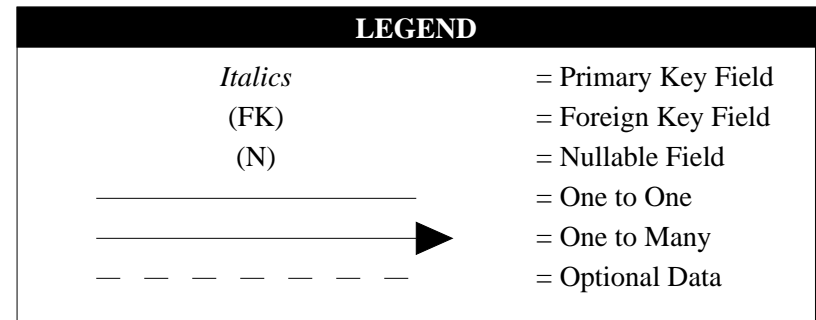 LEGEND
Italics = Primary Key Field
(FK) = Foreign Key Field
(N) = Nullable Field
= One to One
= One to Many
= Optional Data